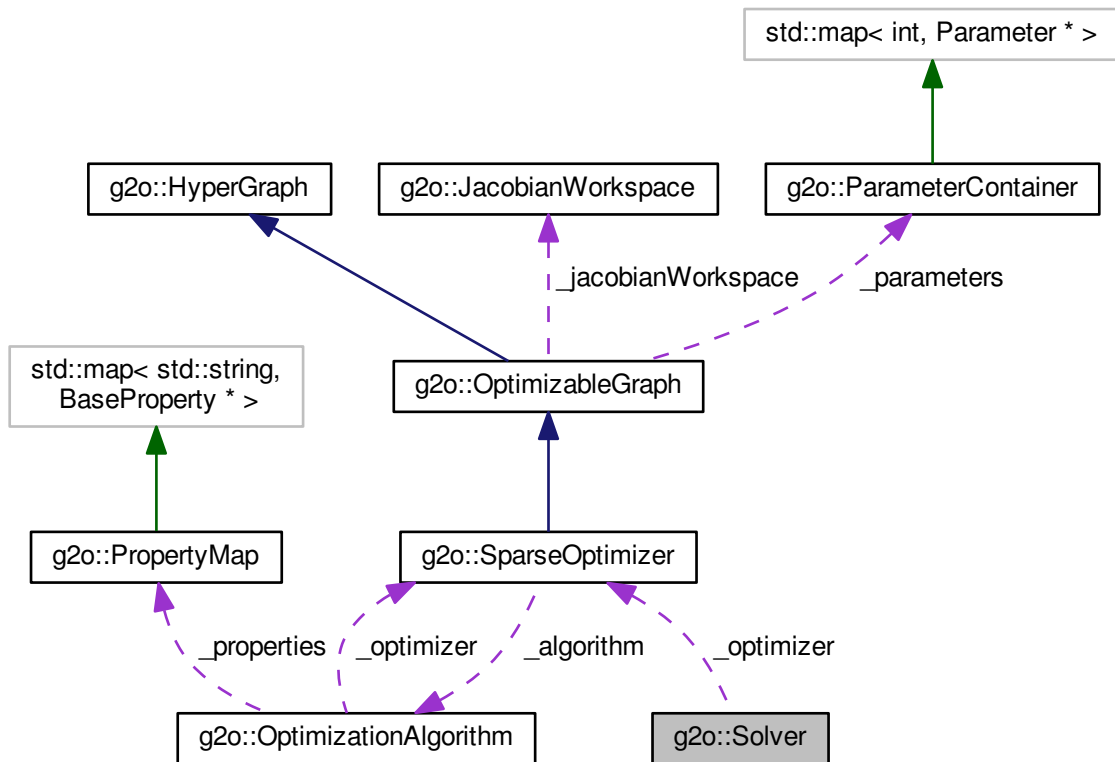 std::map< int, Parameter * >
g2o::HyperGraph
g2o::JacobianWorkspace
g2o::ParameterContainer
_jacobianWorkspace
_parameters
std::map< std::string,
BaseProperty * >
g2o::OptimizableGraph
g2o::PropertyMap
g2o::SparseOptimizer
_properties
_optimizer
_algorithm
_optimizer
g2o::OptimizationAlgorithm
g2o::Solver